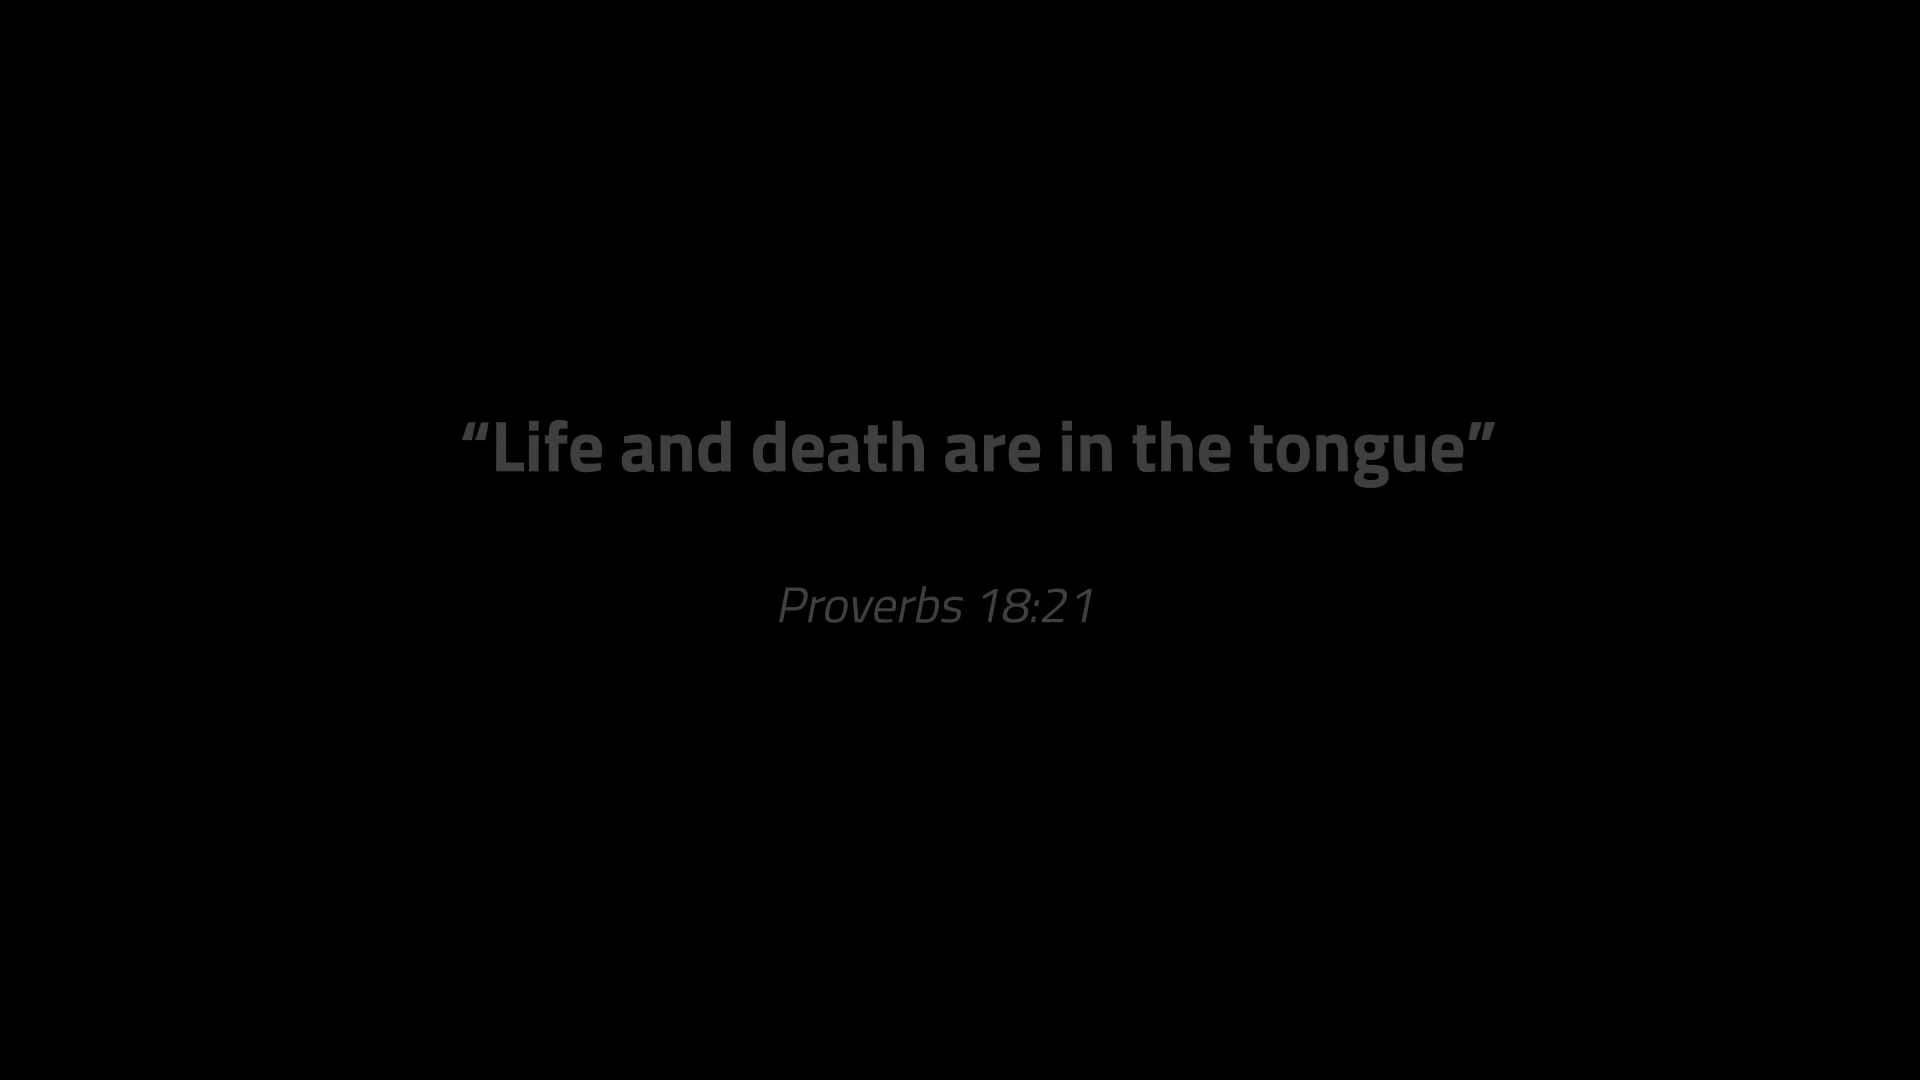 “Life and death are in the tongue”
Proverbs 18:21